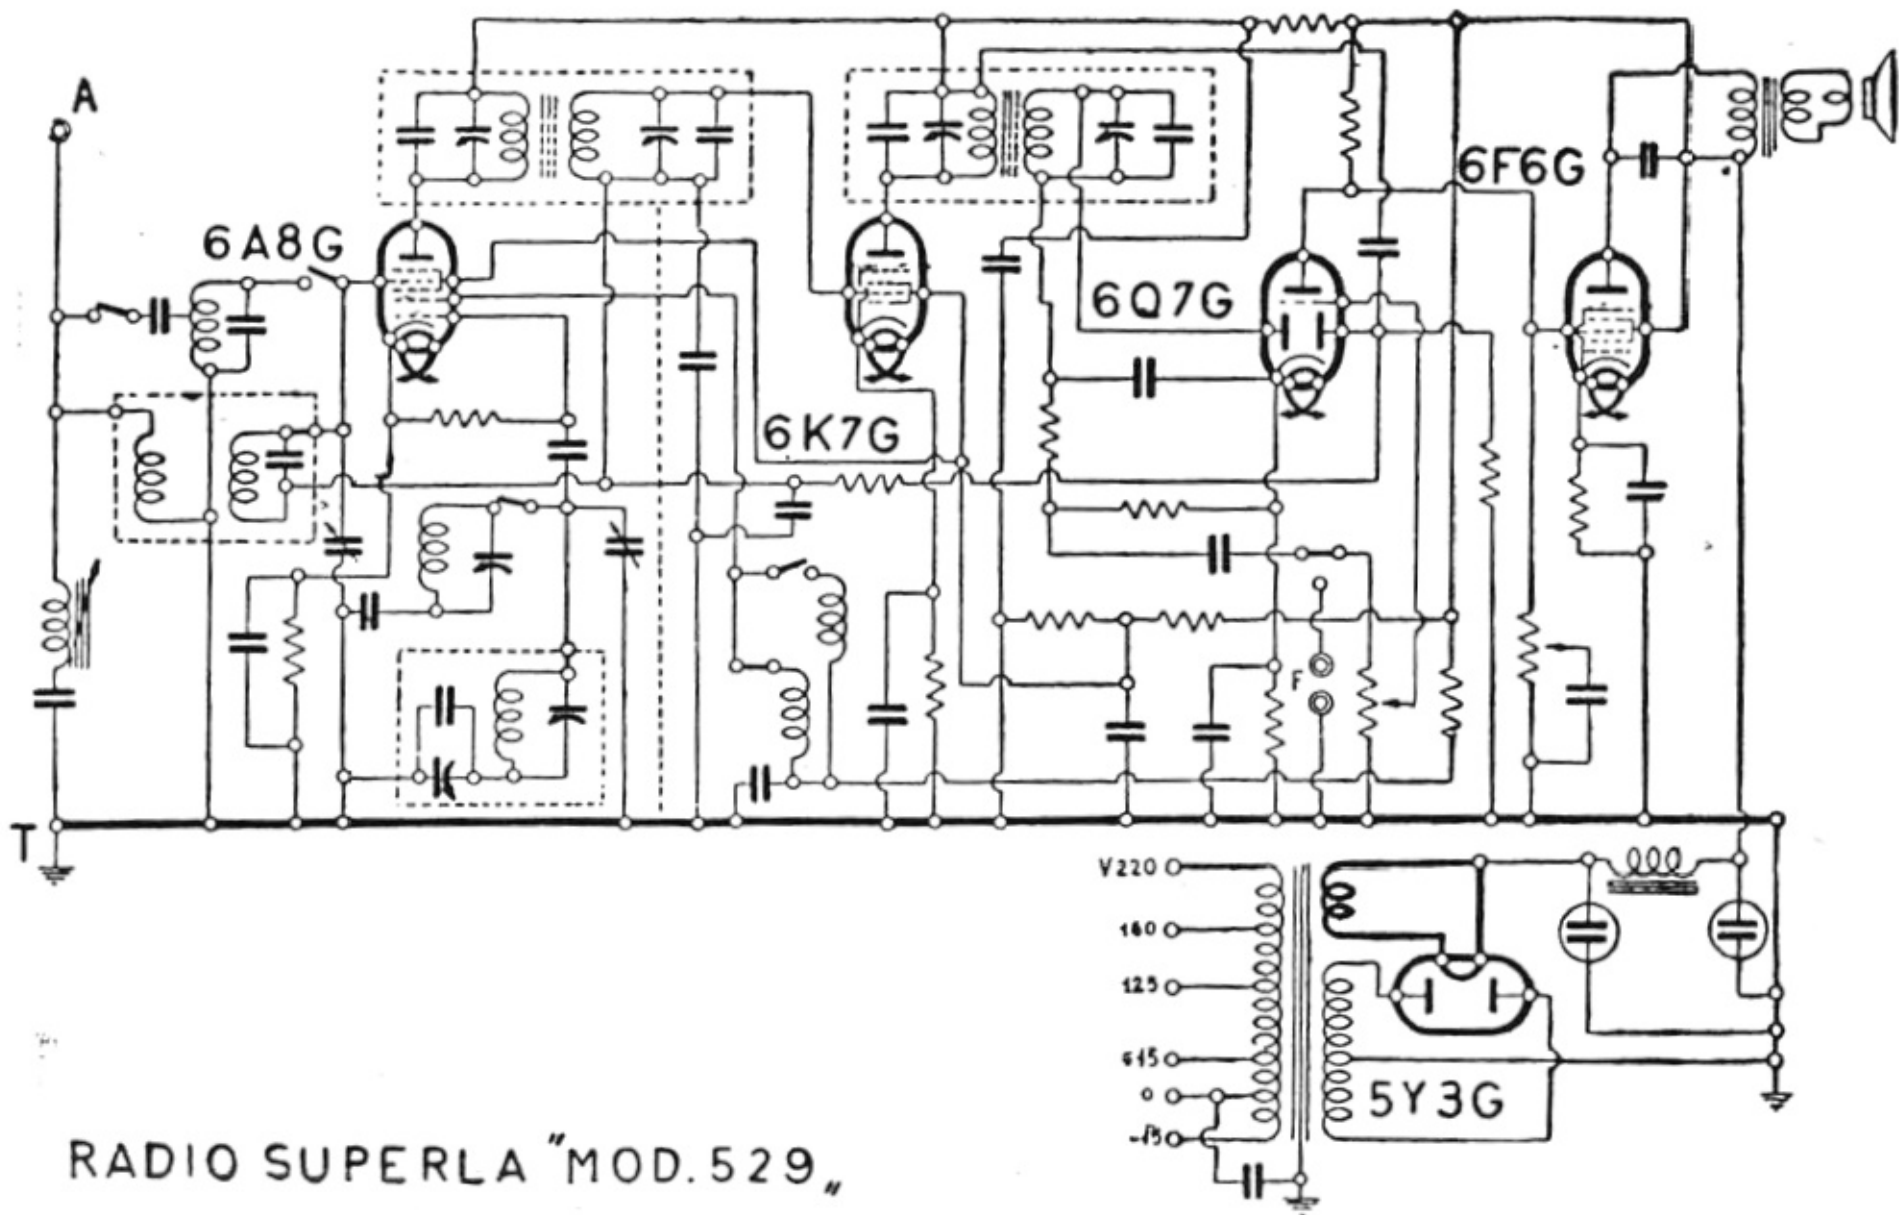 A
6A8G
6K7G
6Q7G
6F6G
F
T
V220
160
125
0
5Y3G
RADIO SUPERLA "MOD. 529„